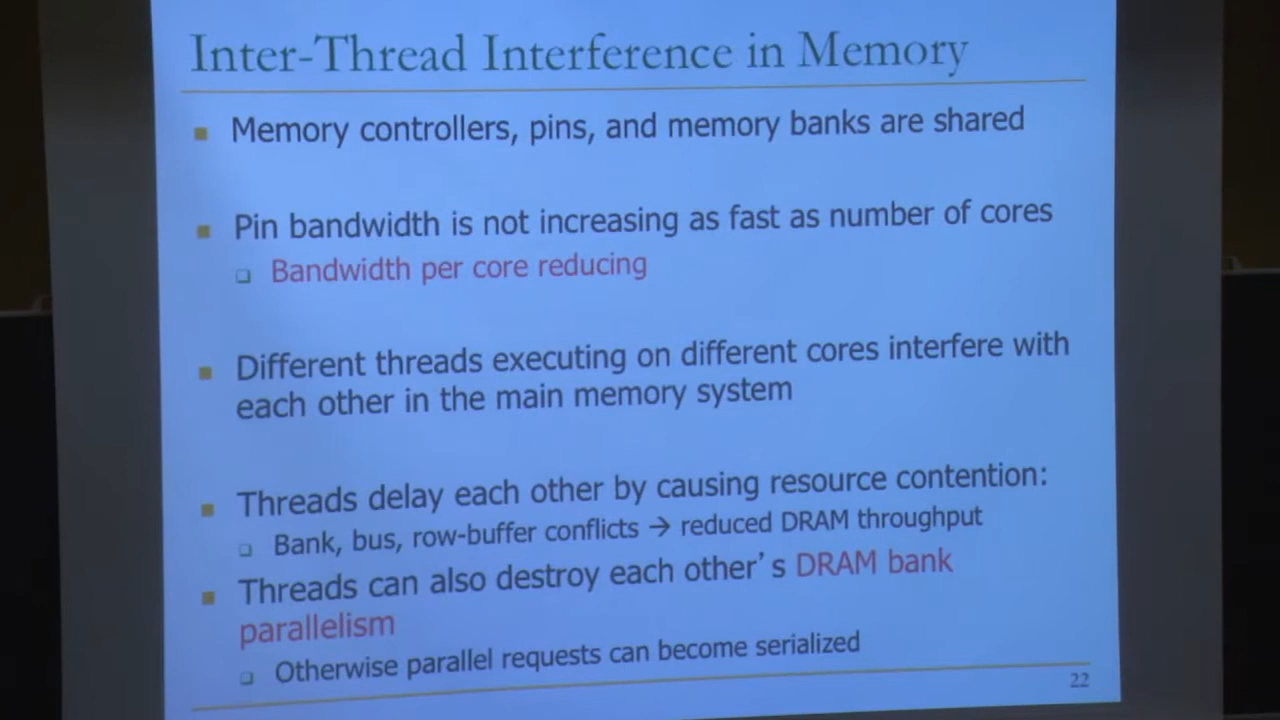 Inter-Thread Interference in Memory
Memory controllers, pins, and memory banks are shared
Pin bandwidth is not increasing as fast as number of cores
Bandwidth per core reducing
Different threads executing on different cores interfere with
each other in the main memory system
Threads delay each other by causing resource contention:
Bank, bus, row-buffer conflicts → reduced DRAM throughput
Threads can also destroy each other's DRAM bank
parallelism
Otherwise parallel requests can become serialized
22